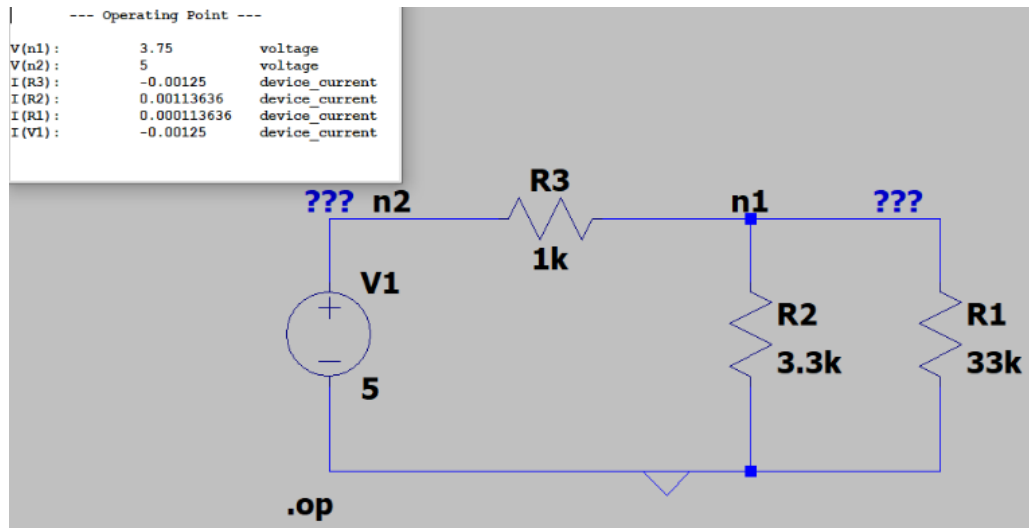 --- Operating Point ---
V(n1): 3.75 voltage
V(n2): 5 voltage
I(R3): -0.00125 device_current
I(R2): 0.00113636 device_current
I(R1): 0.000113636 device_current
I(V1): -0.00125 device_current
R3
??? n2 n1 ???
1k
V1
R2 R1
3.3k 33k
5
.op